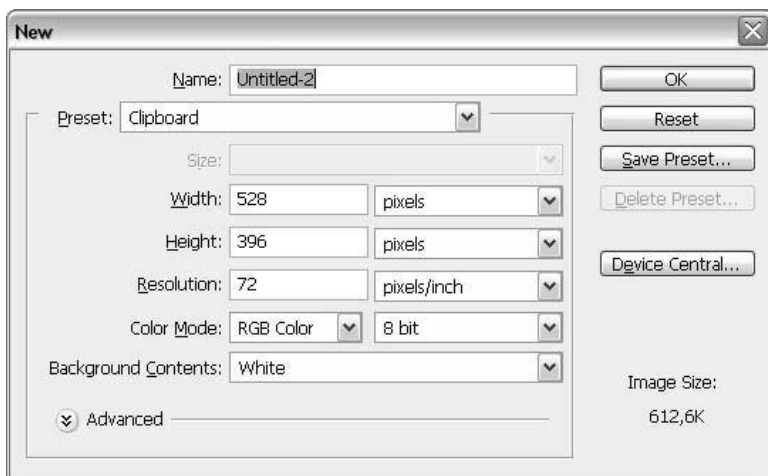 New
Name: Untitled-2
OK
Preset: Clipboard
Reset
Size:
Save Preset...
Width: 528 pixels
Delete Preset...
Height: 396 pixels
Resolution: 72 pixels/inch
Device Central...
Color Mode: RGB Color 8 bit
Background Contents: White
Image Size:
Advanced
612,6K